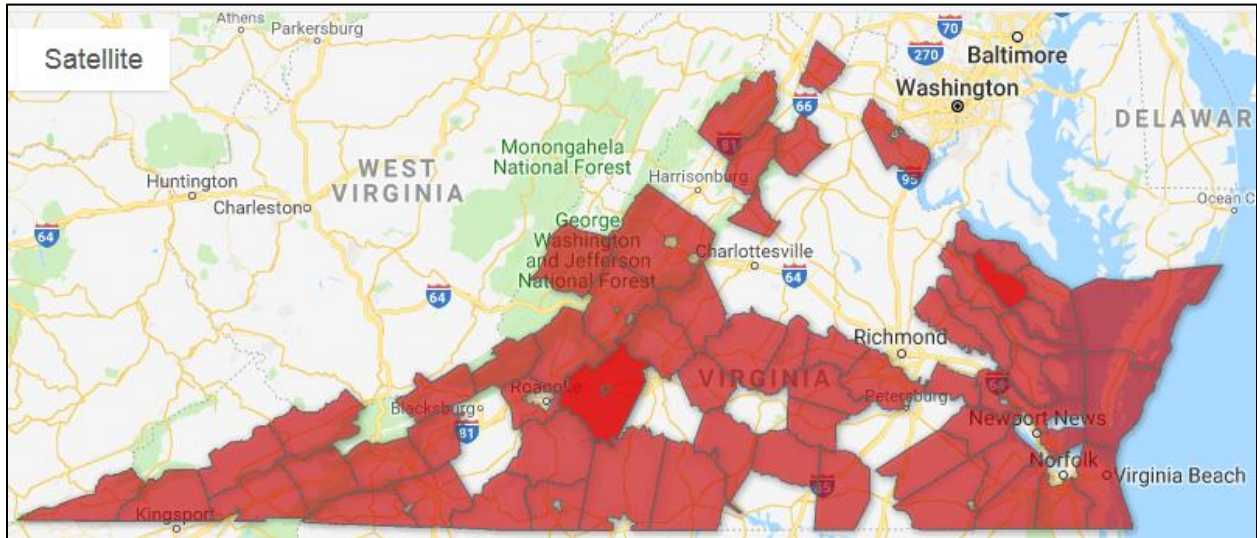 Athens
Parkersburg
Satellite
70
270
Baltimore
Washington
66
DELAWAR
Monongahela
National Forest
81
WEST
VIRGINIA
Huntington
Harrisonburg
95
Charleston
Ocean C
64
George
Washington
and Jefferson
National Forest
Charlottesville
64
64
Richmond
VIRGINIA
Roanoke
64
Blacksburg
Petersburg
Newport News
81
Norfolk
Virginia Beach
85
Kingsport